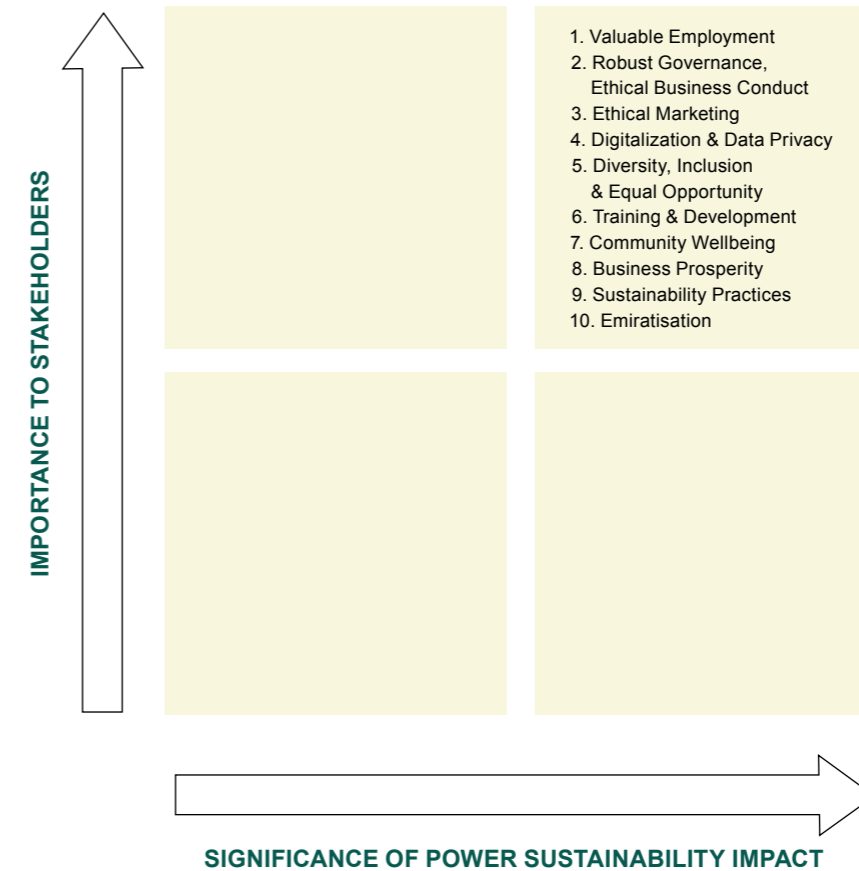 IMPORTANCE TO STAKEHOLDERS
1. Valuable Employment
2. Robust Governance,
Ethical Business Conduct
3. Ethical Marketing
4. Digitalization & Data Privacy
5. Diversity, Inclusion
& Equal Opportunity
6. Training & Development
7. Community Wellbeing
8. Business Prosperity
9. Sustainability Practices
10. Emiratisation
SIGNIFICANCE OF POWER SUSTAINABILITY IMPACT